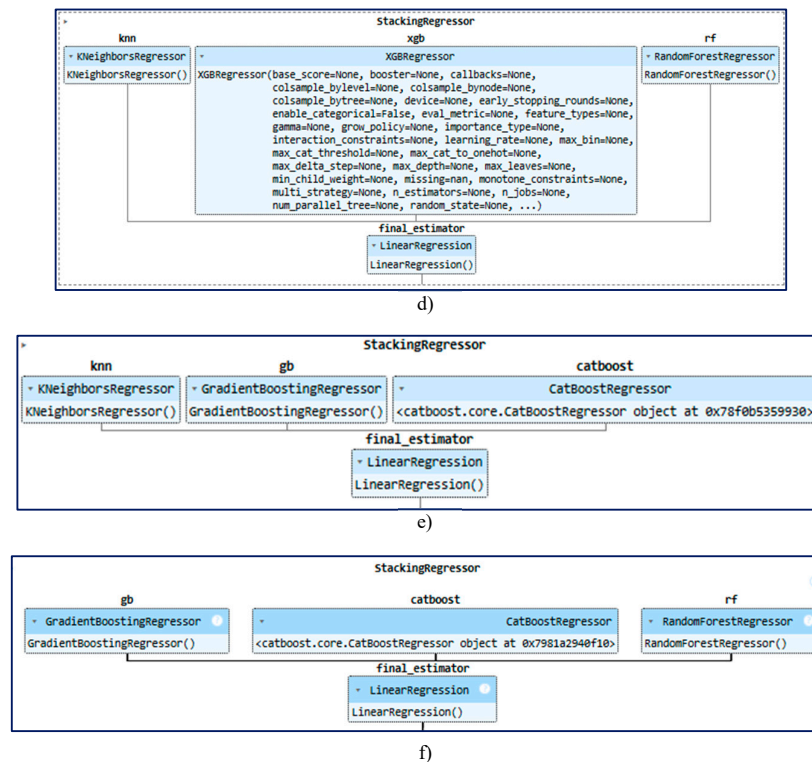 StackingRegressor
knn xgb rf
KNeighborsRegressor XGBRegressor RandomForestRegressor
KNeighborsRegressor() XGBRegressor(base_score=None, booster=None, callbacks=None, RandomForestRegressor()
colsample_bylevel=None, colsample_bynode=None,
colsample_bytree=None, device=None, early_stopping_rounds=None,
enable_categorical=False, eval_metric=None, feature_types=None,
gamma=None, grow_policy=None, importance_type=None,
interaction_constraints=None, learning_rate=None, max_bin=None,
max_cat_threshold=None, max_cat_to_onehot=None,
max_delta_step=None, max_depth=None, max_leaves=None,
min_child_weight=None, missing=nan, monotone_constraints=None,
multi_strategy=None, n_estimators=None, n_jobs=None,
num_parallel_tree=None, random_state=None, ...)
final_estimator
LinearRegression
LinearRegression()
d)
StackingRegressor
knn gb catboost
KNeighborsRegressor GradientBoostingRegressor CatBoostRegressor
KNeighborsRegressor() GradientBoostingRegressor() <catboost.core.CatBoostRegressor object at 0x78f0b5359930>
final_estimator
LinearRegression
LinearRegression()
e)
StackingRegressor
gb catboost rf
GradientBoostingRegressor CatBoostRegressor RandomForestRegressor
GradientBoostingRegressor() <catboost.core.CatBoostRegressor object at 0x7981a2940f10> RandomForestRegressor()
final_estimator
LinearRegression
LinearRegression()
f)